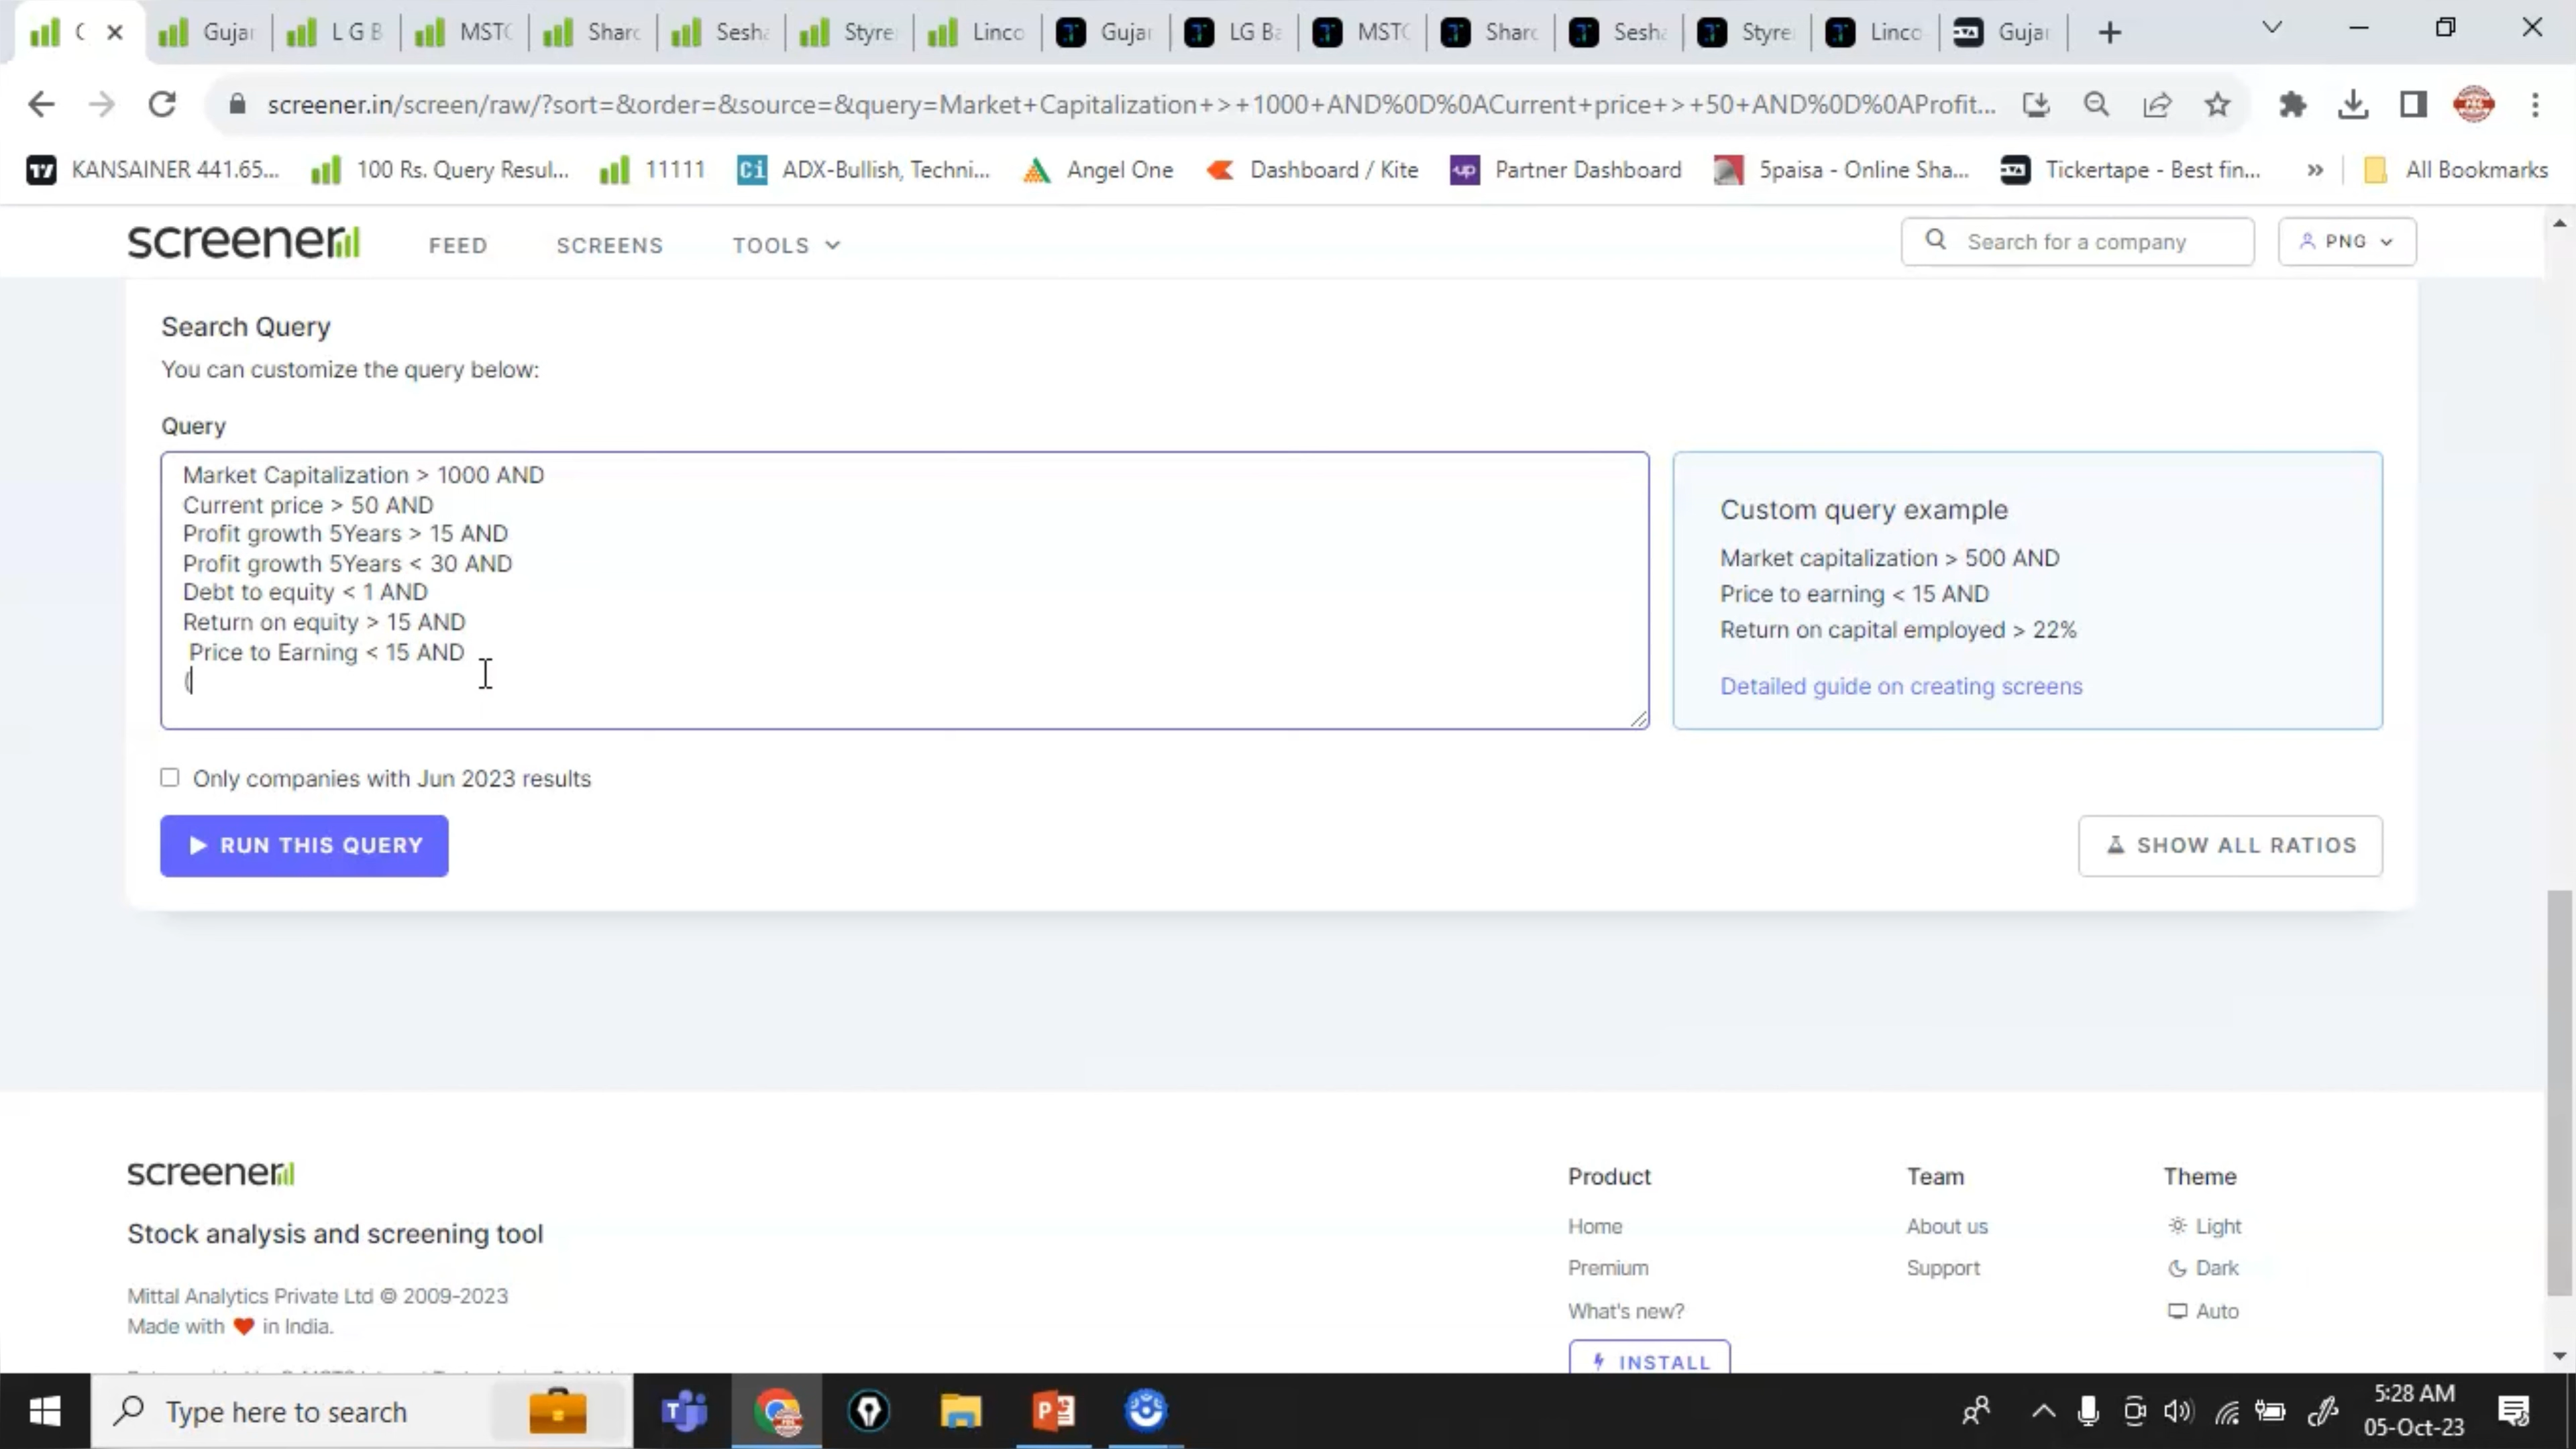 Gujar
L G B
MSTC
Sharc
Sesha
Styre
Linco
Gujar
LG Ba
MSTC
Sharc
Sesha
Styre
Linco
Gujar
screener.in/screen/raw/?sort=&order=&source=&query=Market+Capitalization+>+1000+AND%0D%0ACurrent+price+>+50+AND%0D%0AProfit...
KANSAINER 441.65...
100 Rs. Query Resul...
11111
ADX-Bullish, Techni...
Angel One
Dashboard / Kite
Partner Dashboard
5paisa - Online Sha...
Tickertape - Best fin...
»
All Bookmarks
screener
FEED
SCREENS
TOOLS
Search for a company
PNG
Search Query
You can customize the query below:
Query
Market Capitalization > 1000 AND
Current price > 50 AND
Profit growth 5Years > 15 AND
Profit growth 5Years < 30 AND
Debt to equity < 1 AND
Return on equity > 15 AND
Price to Earning < 15 AND
(
Custom query example
Market capitalization > 500 AND
Price to earning < 15 AND
Return on capital employed > 22%
Detailed guide on creating screens
Only companies with Jun 2023 results
RUN THIS QUERY
SHOW ALL RATIOS
screener
Stock analysis and screening tool
Mittal Analytics Private Ltd © 2009-2023
Made with ❤ in India.
Product
Home
Premium
What's new?
INSTALL
Team
About us
Support
Theme
Light
Dark
Auto
Type here to search
5:28 AM
05-Oct-23